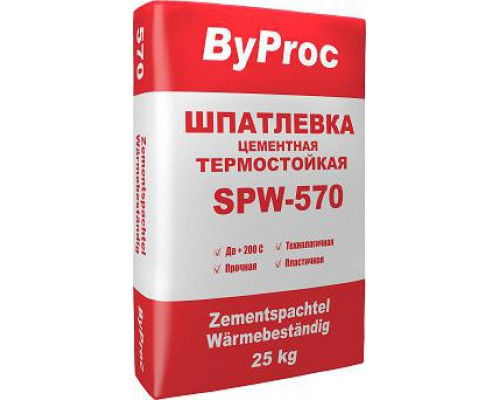 ByProc
ШПАТЛЕВКА
ЦЕМЕНТНАЯ
ТЕРМОСТОЙКАЯ
SPW-570
До + 200 С
Технологичная
Прочная
Пластичная
Zementspachtel
Wärmebeständig
25 kg
570
Zementspachtel
Wärmebeständig
ByProc